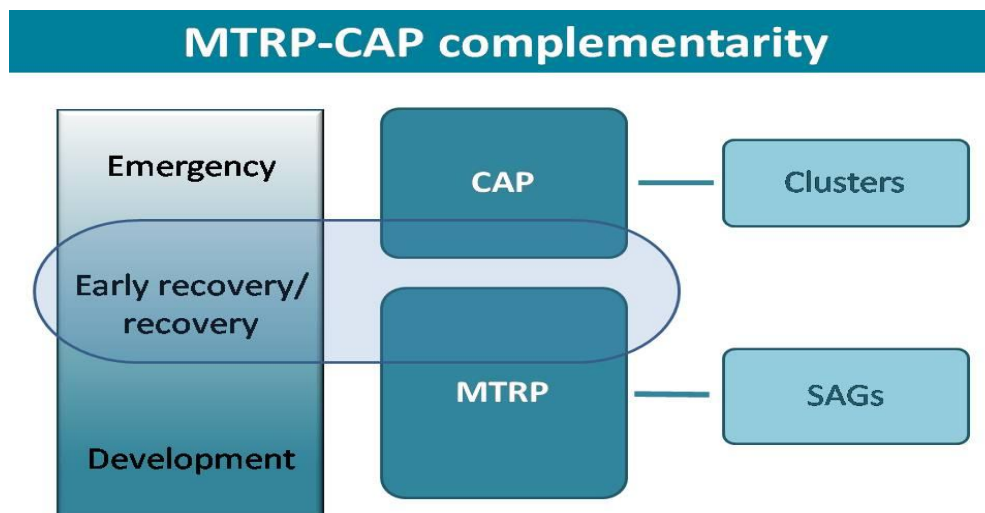 MTRP-CAP complementarity
Emergency
Early recovery/
recovery
Development
CAP
MTRP
Clusters
SAGs